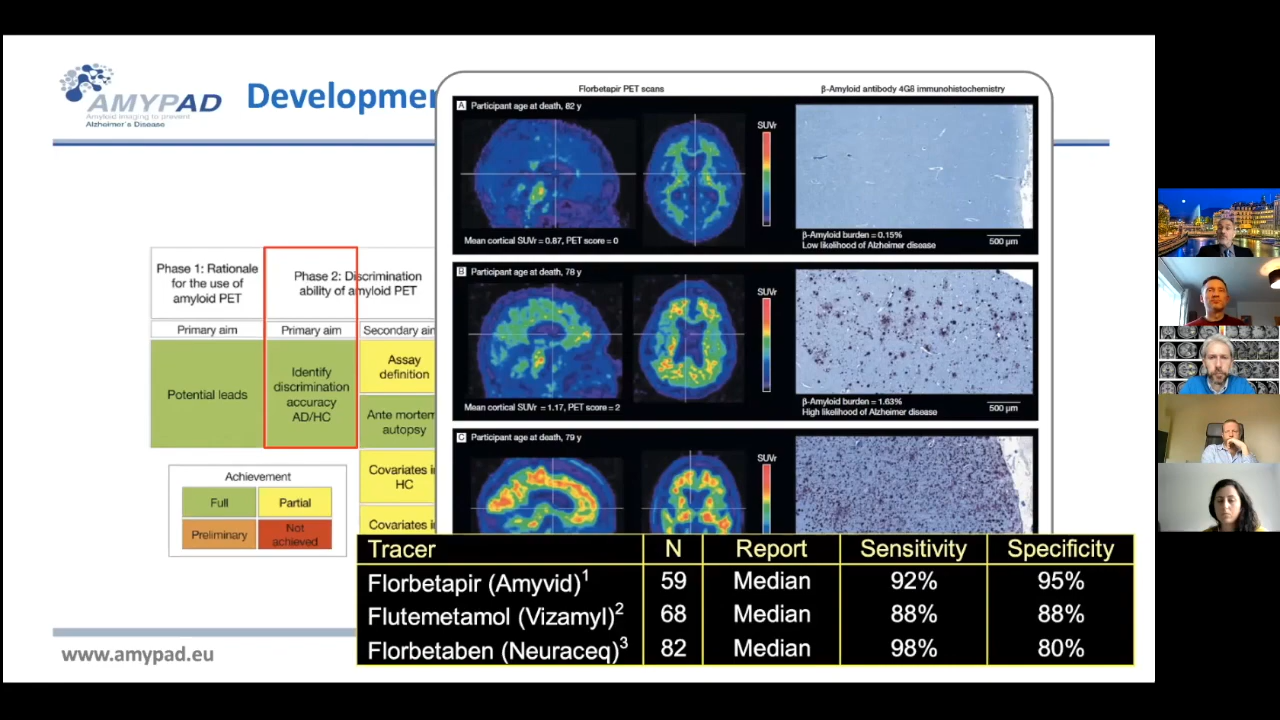 AMYPAD
Amyloid imaging to prevent
Alzheimer's Disease
Developmen
Phase 1: Rationale
for the use of
amyloid PET
Phase 2: Discrimination
ability of amyloid PET
Primary aim
Primary aim
Secondary aim
Potential leads
Identify
discrimination
accuracy
AD/HC
Assay
definition
Ante mortem
autopsy
Covariates in
HC
Covariates in
Achievement
Full
Partial
Preliminary
Not
achieved
Florbetapir PET scans
β-Amyloid antibody 4G8 immunohistochemistry
A Participant age at death, 82 y
SUVr
Mean cortical SUVr = 0.87, PET score = 0
β-Amyloid burden = 0.15%
Low likelihood of Alzheimer disease
500 μm
B Participant age at death, 78 y
SUVr
Mean cortical SUVr = 1.17, PET score = 2
β-Amyloid burden = 1.63%
High likelihood of Alzheimer disease
500 μm
C Participant age at death, 79 y
SUVr
Tracer N Report Sensitivity Specificity
Florbetapir (Amyvid)1 59 Median 92% 95%
Flutemetamol (Vizamyl)2 68 Median 88% 88%
Florbetaben (Neuraceq)3 82 Median 98% 80%
www.amypad.eu